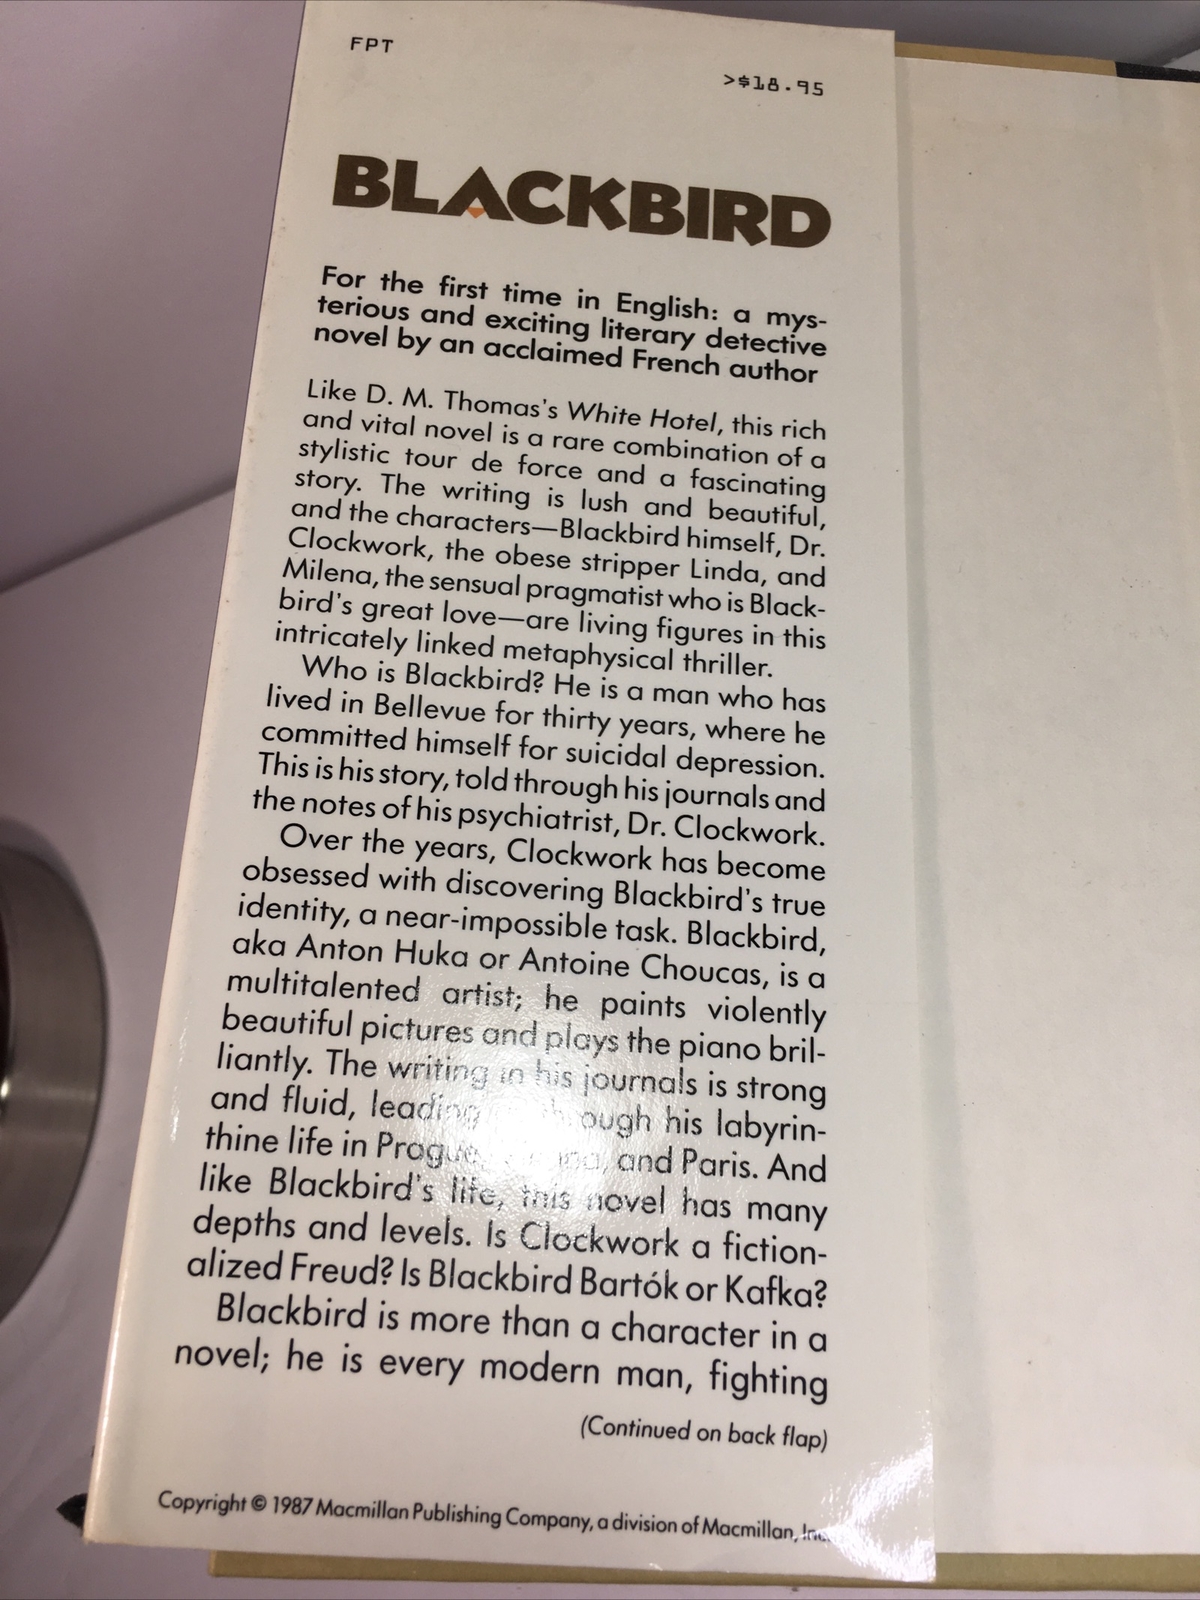 FPT
>$18.95
BLACKBIRD
For the first time in English: a mys-
terious and exciting literary detective
novel by an acclaimed French author
Like D. M. Thomas's White Hotel, this rich
and vital novel is a rare combination of a
stylistic tour de force and a fascinating
story. The writing is lush and beautiful,
and the characters—Blackbird himself, Dr.
Clockwork, the obese stripper Linda, and
Milena, the sensual pragmatist who is Black-
bird's great love—are living figures in this
intricately linked metaphysical thriller.
Who is Blackbird? He is a man who has
lived in Bellevue for thirty years, where he
committed himself for suicidal depression.
This is his story, told through his journals and
the notes of his psychiatrist, Dr. Clockwork.
Over the years, Clockwork has become
obsessed with discovering Blackbird's true
identity, a near-impossible task. Blackbird,
aka Anton Huka or Antoine Choucas, is a
multitalented artist; he paints violently
beautiful pictures and plays the piano bril-
liantly. The writing in his journals is strong
and fluid, leading through his labyrin-
thine life in Prague, and Paris. And
like Blackbird's life, this novel has many
depths and levels. Is Clockwork a fiction-
alized Freud? Is Blackbird Bartók or Kafka?
Blackbird is more than a character in a
novel; he is every modern man, fighting
(Continued on back flap)
Copyright © 1987 Macmillan Publishing Company, a division of Macmillan, Inc.